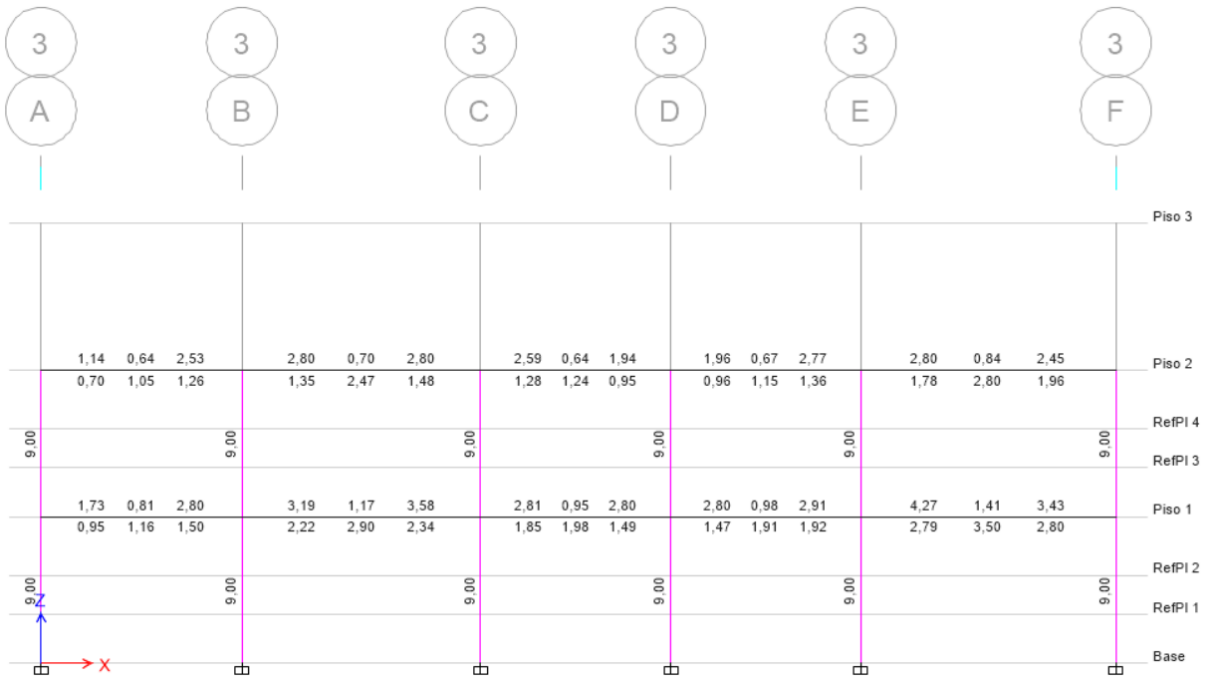 3 3 3 3 3 3
A B C D E F
Piso 3
1,14 0,64 2,53 2,80 0,70 2,80 2,59 0,64 1,94 1,96 0,67 2,77 2,80 0,84 2,45 Piso 2
0,70 1,05 1,26 1,35 2,47 1,48 1,28 1,24 0,95 0,96 1,15 1,36 1,78 2,80 1,96
RefPl 4
9,00 9,00 9,00 9,00 9,00 9,00
RefPl 3
1,73 0,81 2,80 3,19 1,17 3,58 2,81 0,95 2,80 2,80 0,98 2,91 4,27 1,41 3,43 Piso 1
0,95 1,16 1,50 2,22 2,90 2,34 1,85 1,98 1,49 1,47 1,91 1,92 2,79 3,50 2,80
RefPl 2
9,00 9,00 9,00 9,00 9,00 9,00
Z RefPl 1
X Base